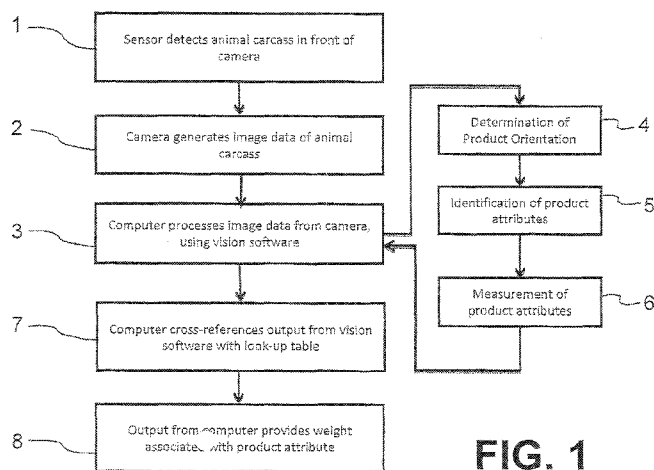 1
Sensor detects animal carcass in front of
camera
2
Camera generates image data of animal
carcass
3
Computer processes image data from camera,
using vision software
4
Determination of
Product Orientation
5
Identification of product
attributes
6
Measurement of
product attributes
7
Computer cross-references output from vision
software with look-up table
8
Output from computer provides weight
associated with product attribute
FIG. 1